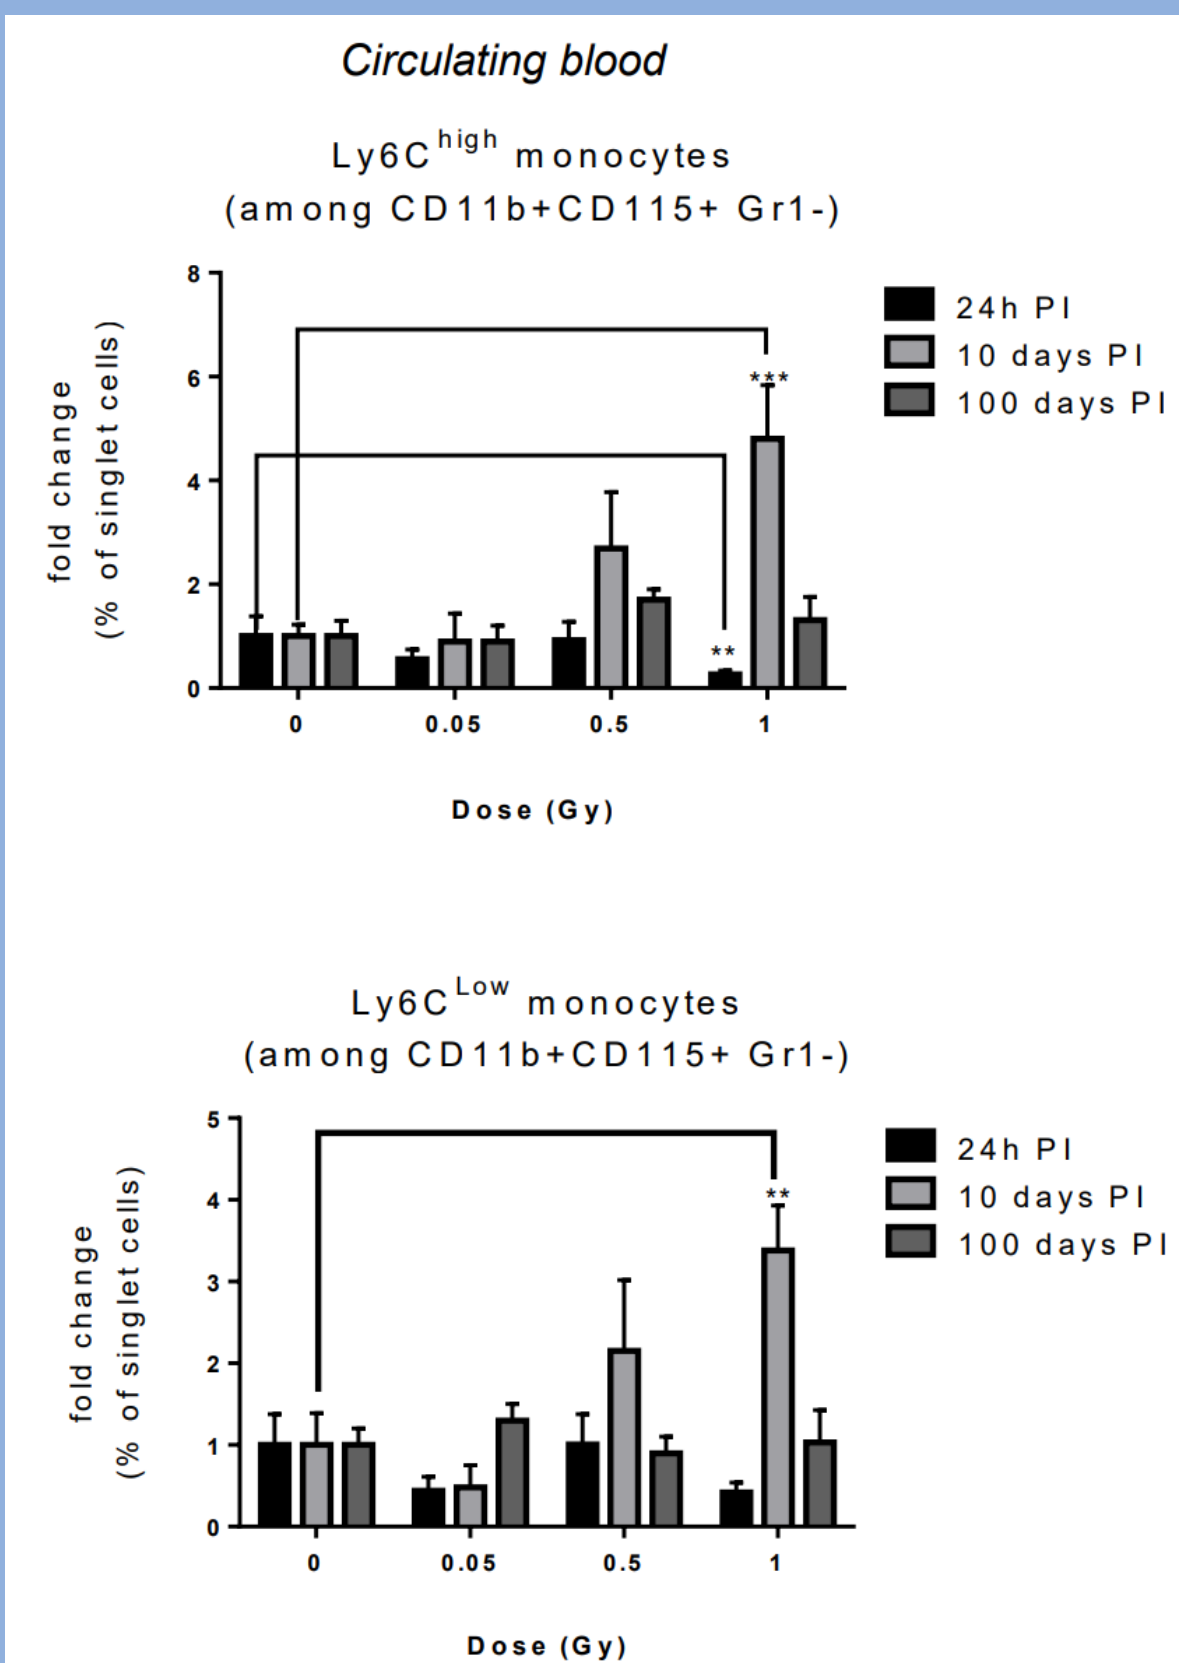 Circulating blood
Ly6C high monocytes
(among CD11b+CD115+ Gr1-)
fold change
(% of singlet cells)
8
6
4
2
0
***
**
24h PI
10 days PI
100 days PI
0 0.05 0.5 1
Dose (Gy)
Ly6C Low monocytes
(among CD11b+CD115+ Gr1-)
fold change
(% of singlet cells)
5
4
3
2
1
0
**
24h PI
10 days PI
100 days PI
0 0.05 0.5 1
Dose (Gy)